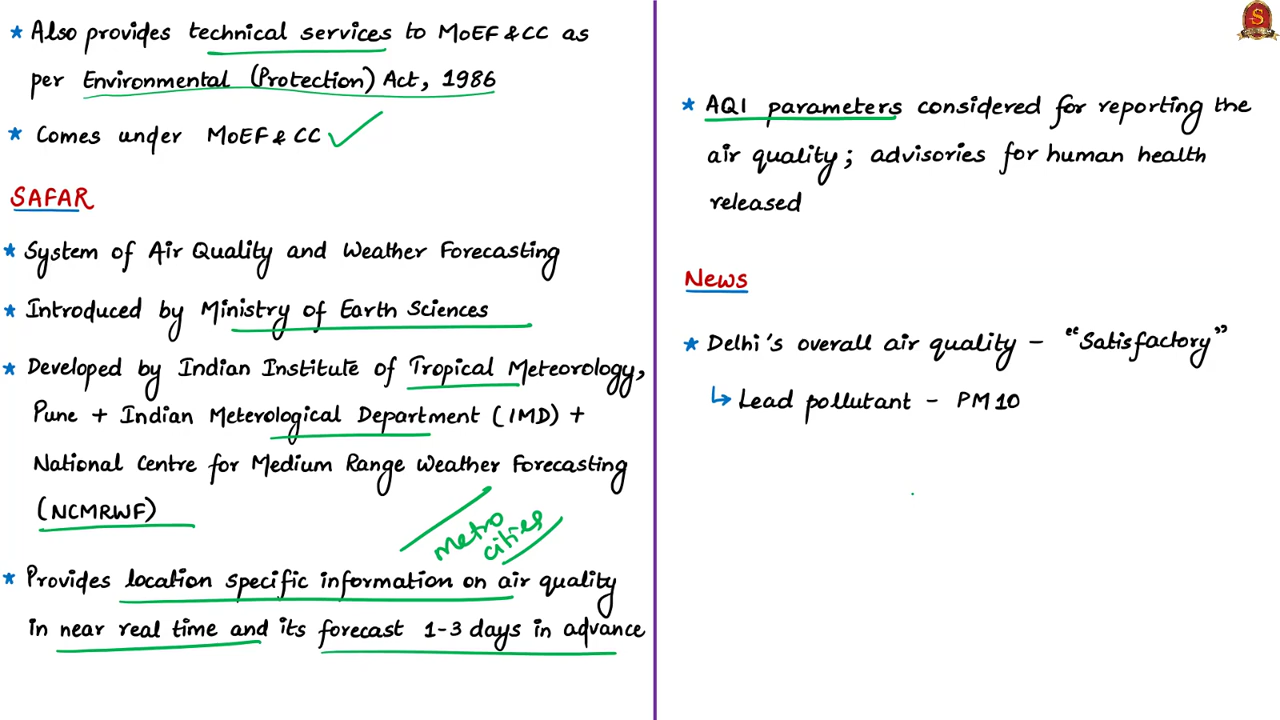 * Also provides technical services to MoEF&CC as
per Environmental (Protection) Act, 1986
* Comes under MoEF&CC ✓
SAFAR
* System of Air Quality and Weather Forecasting
* Introduced by Ministry of Earth Sciences
* Developed by Indian Institute of Tropical Meteorology,
Pune + Indian Meterological Department (IMD) +
National Centre for Medium Range Weather Forecasting
(NCMRWF)
metro
cities
* Provides location specific information on air quality
in near real time and its forecast 1-3 days in advance
* AQI parameters considered for reporting the
air quality; advisories for human health
released
News
* Delhi's overall air quality - "Satisfactory"
↳ Lead pollutant - PM10
S